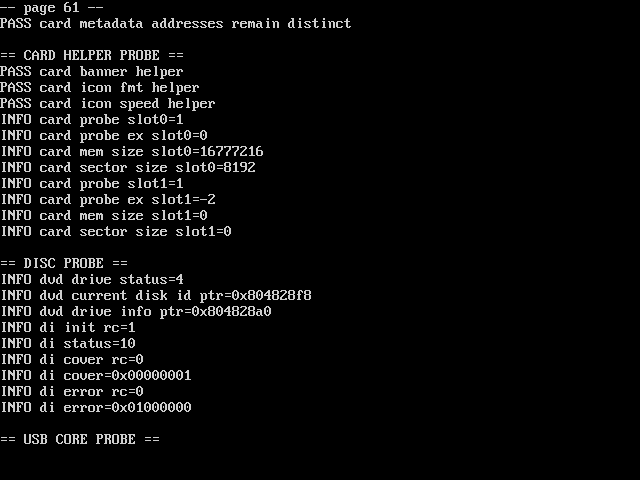 -- page 61 --
PASS card metadata addresses remain distinct
== CARD HELPER PROBE ==
PASS card banner helper
PASS card icon fmt helper
PASS card icon speed helper
INFO card probe slot0=1
INFO card probe ex slot0=0
INFO card mem size slot0=16777216
INFO card sector size slot0=8192
INFO card probe slot1=1
INFO card probe ex slot1=-2
INFO card mem size slot1=0
INFO card sector size slot1=0
== DISC PROBE ==
INFO dvd drive status=4
INFO dvd current disk id ptr=0x804828f8
INFO dvd drive info ptr=0x804828a0
INFO di init rc=1
INFO di status=10
INFO di cover rc=0
INFO di cover=0x00000001
INFO di error rc=0
INFO di error=0x01000000
== USB CORE PROBE ==